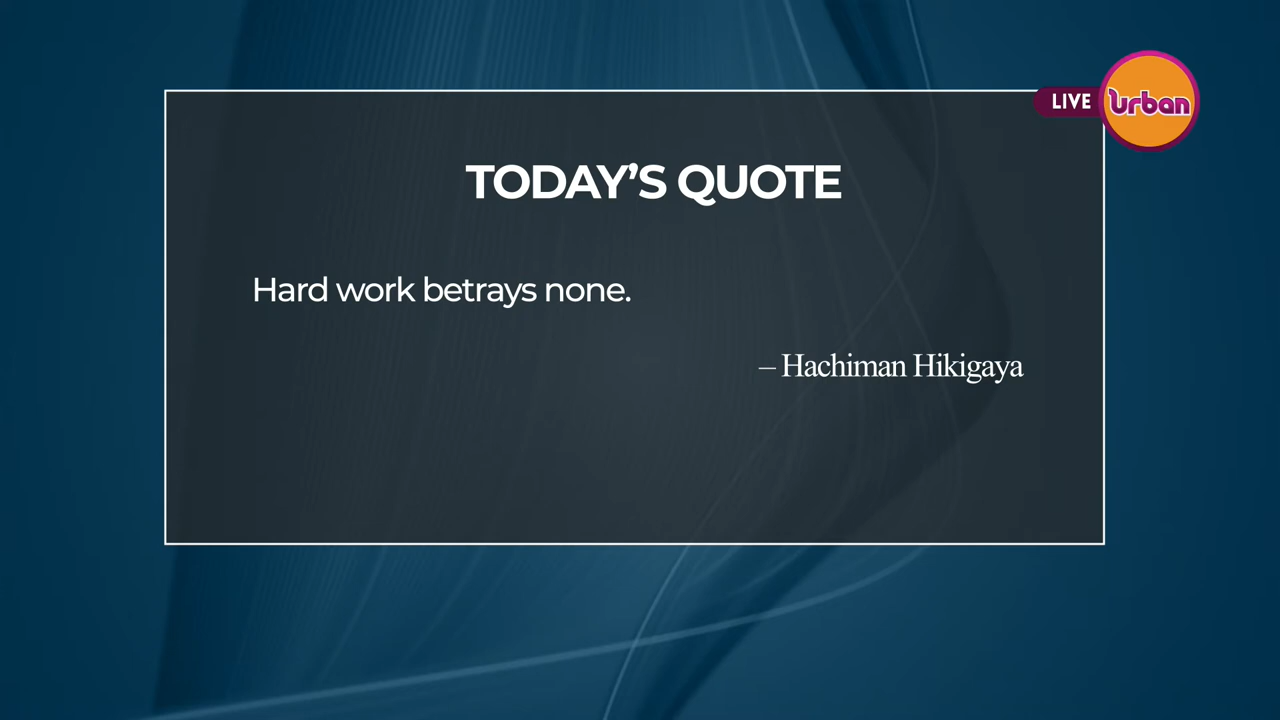 LIVE urban
TODAY’S QUOTE
Hard work betrays none.
– Hachiman Hikigaya